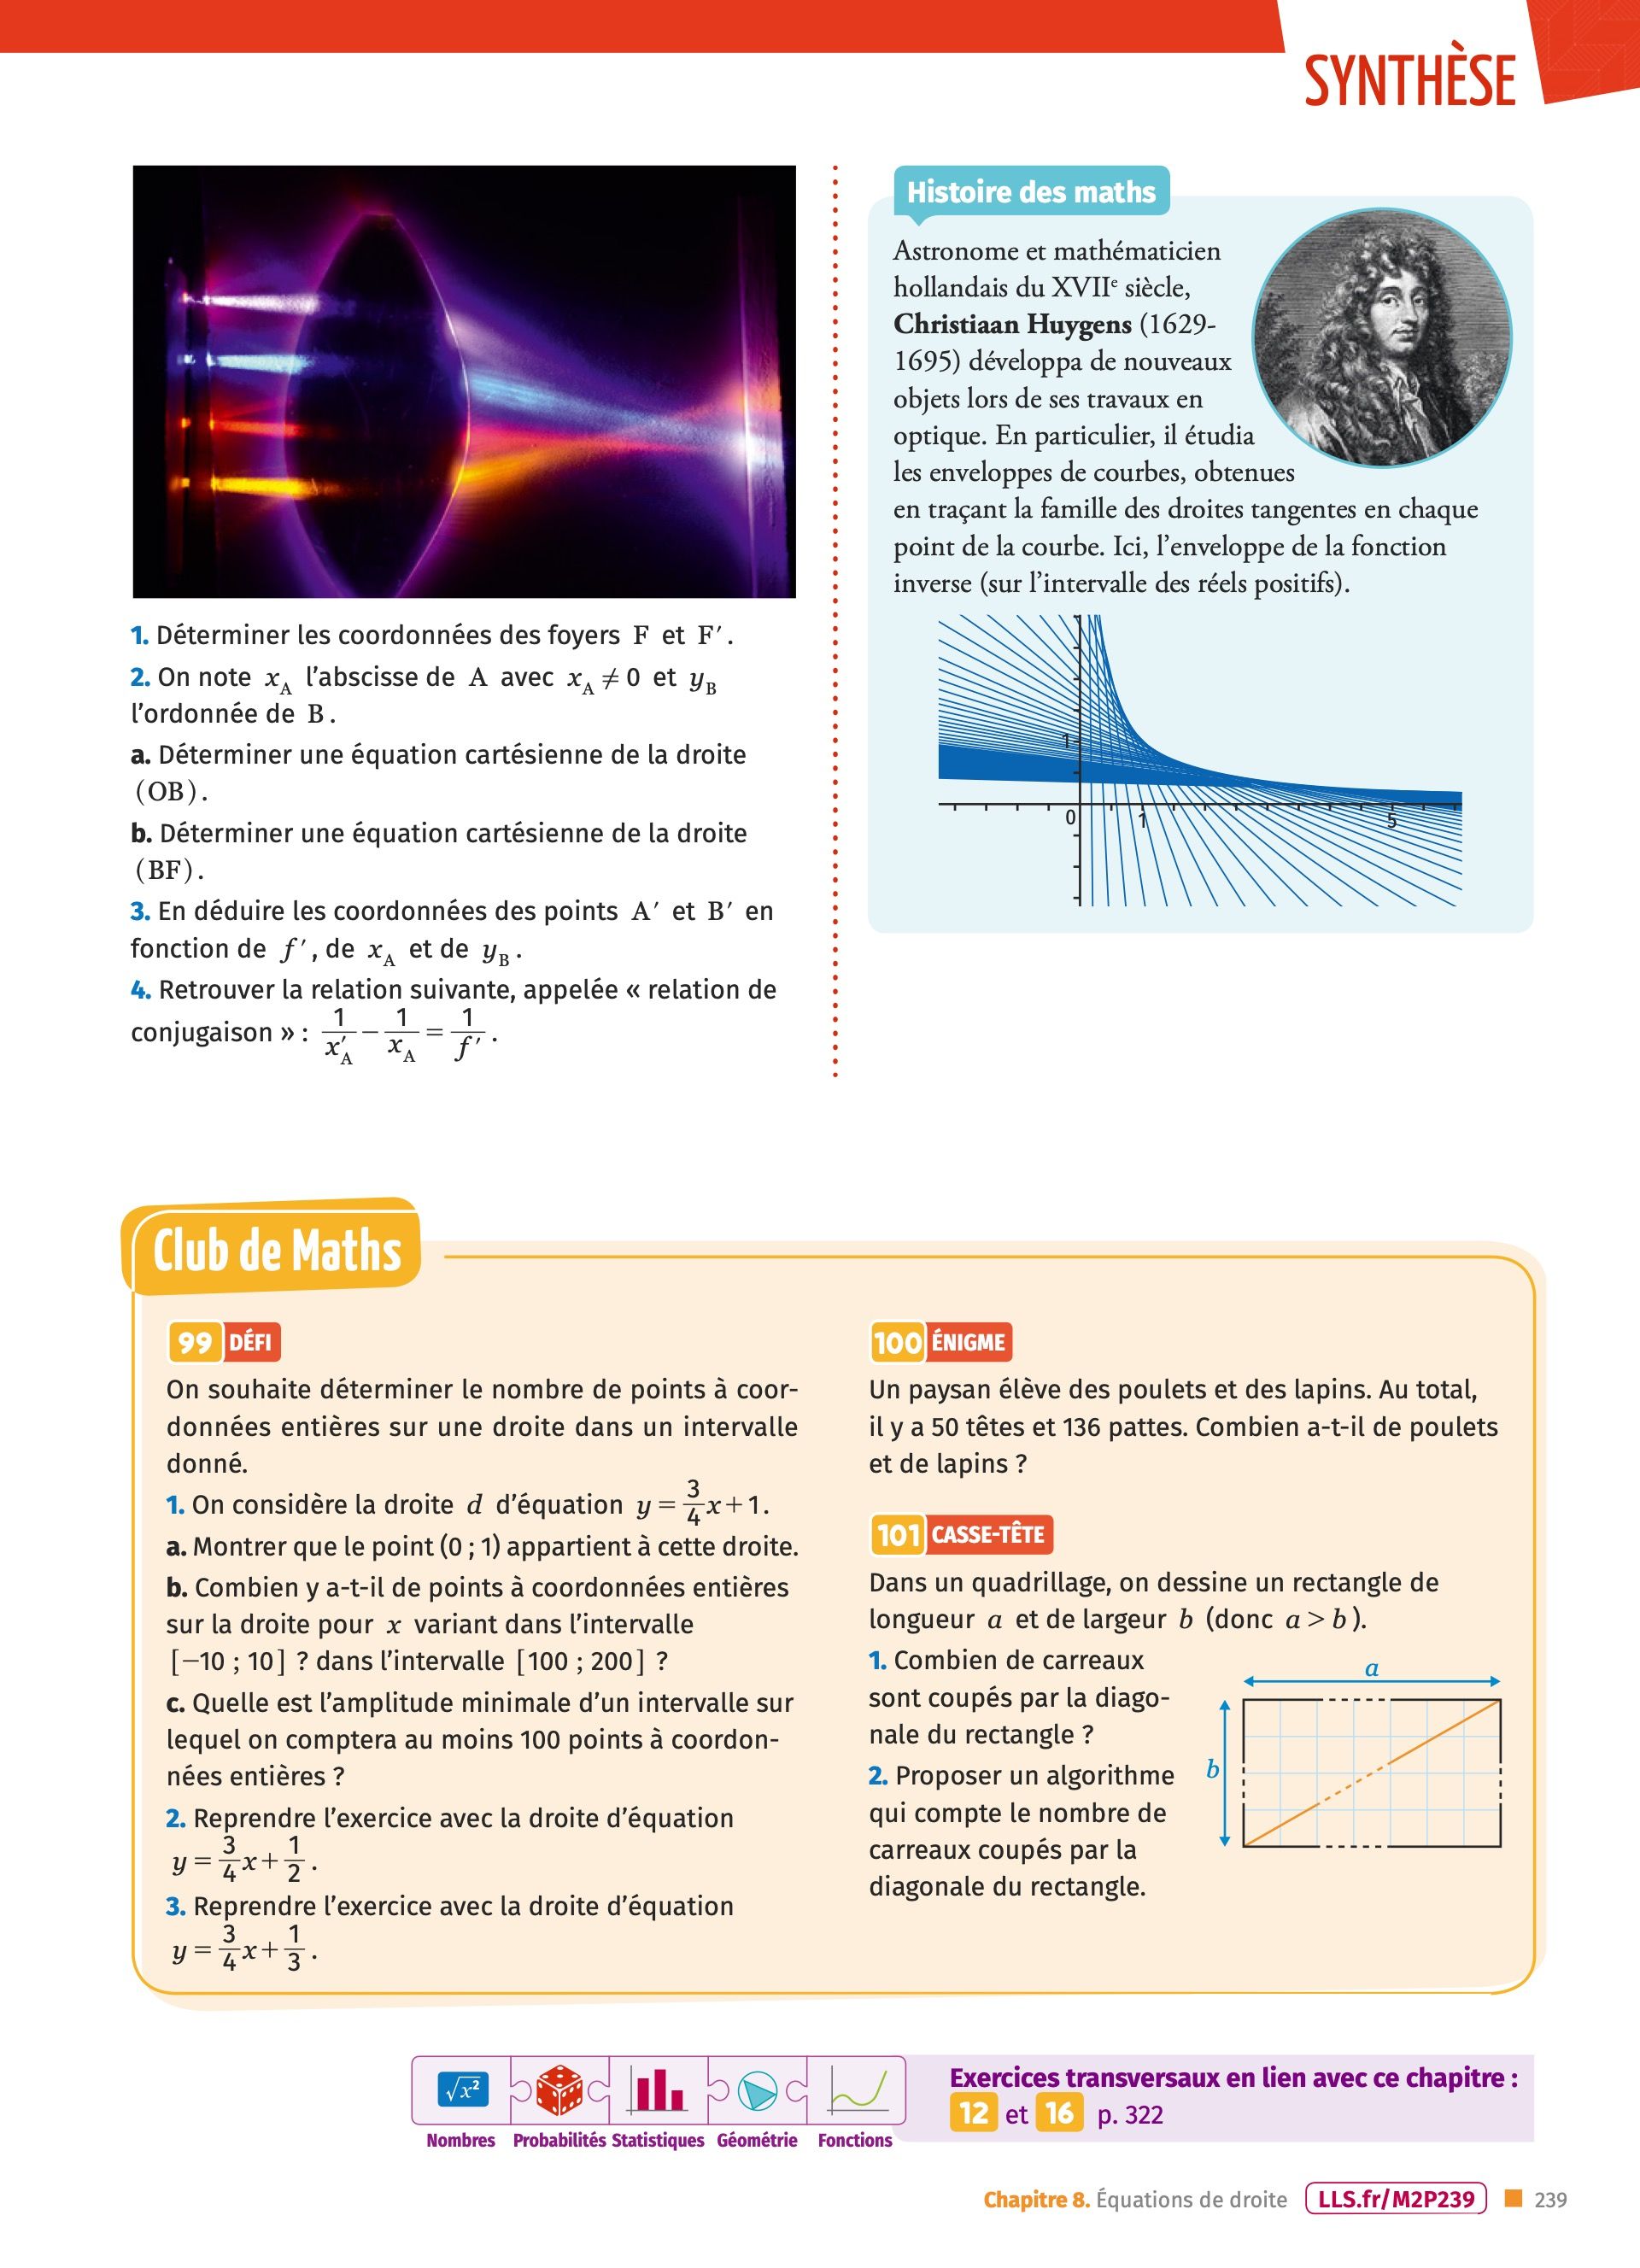 SYNTHÈSE
1. Déterminer les coordonnées des foyers F et F′.
2. On note x_A l’abscisse de A avec x_A ≠ 0 et y_B
l’ordonnée de B.
a. Déterminer une équation cartésienne de la droite
(OB).
b. Déterminer une équation cartésienne de la droite
(BF).
3. En déduire les coordonnées des points A′ et B′ en
fonction de f′, de x_A et de y_B.
4. Retrouver la relation suivante, appelée « relation de
conjugaison » : 1/x′_A − 1/x_A = 1/f′.
Histoire des maths
Astronome et mathématicien
hollandais du XVIIᵉ siècle,
Christiaan Huygens (1629-
1695) développa de nouveaux
objets lors de ses travaux en
optique. En particulier, il étudia
les enveloppes de courbes, obtenues
en traçant la famille des droites tangentes en chaque
point de la courbe. Ici, l’enveloppe de la fonction
inverse (sur l’intervalle des réels positifs).
1
0 1 5
Club de Maths
99 DÉFI
On souhaite déterminer le nombre de points à coor-
données entières sur une droite dans un intervalle
donné.
1. On considère la droite d d’équation y = 3/4 x + 1.
a. Montrer que le point (0 ; 1) appartient à cette droite.
b. Combien y a-t-il de points à coordonnées entières
sur la droite pour x variant dans l’intervalle
[−10 ; 10] ? dans l’intervalle [100 ; 200] ?
c. Quelle est l’amplitude minimale d’un intervalle sur
lequel on comptera au moins 100 points à coordon-
nées entières ?
2. Reprendre l’exercice avec la droite d’équation
y = 3/4 x + 1/2.
3. Reprendre l’exercice avec la droite d’équation
y = 3/4 x + 1/3.
100 ÉNIGME
Un paysan élève des poulets et des lapins. Au total,
il y a 50 têtes et 136 pattes. Combien a-t-il de poulets
et de lapins ?
101 CASSE-TÊTE
Dans un quadrillage, on dessine un rectangle de
longueur a et de largeur b (donc a > b).
1. Combien de carreaux
sont coupés par la diago-
nale du rectangle ?
2. Proposer un algorithme
qui compte le nombre de
carreaux coupés par la
diagonale du rectangle.
a
b
√x²
Nombres Probabilités Statistiques Géométrie Fonctions
Exercices transversaux en lien avec ce chapitre :
12 et 16 p. 322
Chapitre 8. Équations de droite LLS.fr/M2P239 239